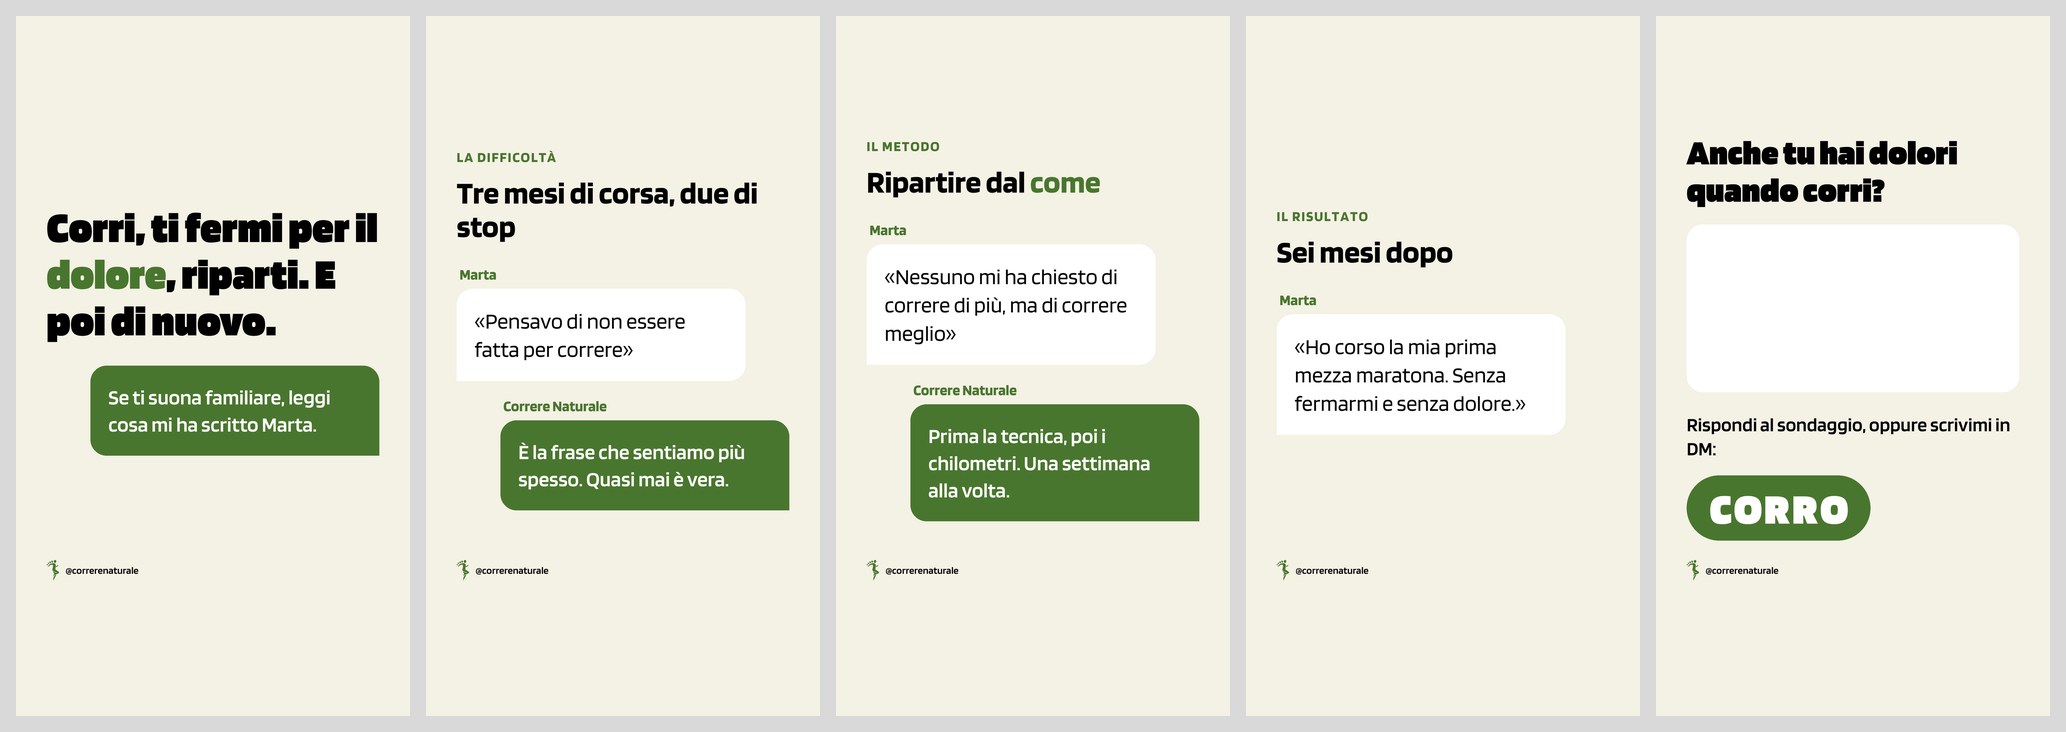 Corri, ti fermi per il
dolore, riparti. E
poi di nuovo.
Se ti suona familiare, leggi
cosa mi ha scritto Marta.
@correrenaturale
LA DIFFICOLTÀ
Tre mesi di corsa, due di
stop
Marta
«Pensavo di non essere
fatta per correre»
Correre Naturale
È la frase che sentiamo più
spesso. Quasi mai è vera.
@correrenaturale
IL METODO
Ripartire dal come
Marta
«Nessuno mi ha chiesto di
correre di più, ma di correre
meglio»
Correre Naturale
Prima la tecnica, poi i
chilometri. Una settimana
alla volta.
@correrenaturale
IL RISULTATO
Sei mesi dopo
Marta
«Ho corso la mia prima
mezza maratona. Senza
fermarmi e senza dolore.»
@correrenaturale
Anche tu hai dolori
quando corri?
Rispondi al sondaggio, oppure scrivimi in
DM:
CORRO
@correrenaturale